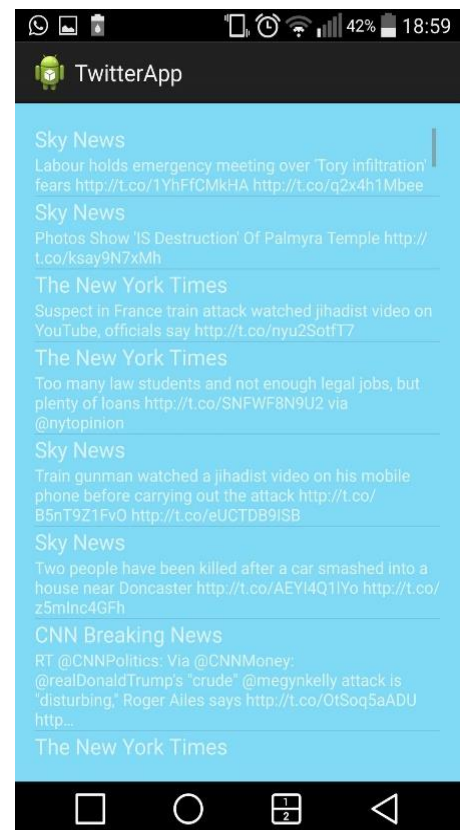 42% 18:59
TwitterApp
Sky News
Labour holds emergency meeting over 'Tory infiltration'
fears http://t.co/1YhFfCMkHA http://t.co/q2x4h1Mbee
Sky News
Photos Show 'IS Destruction' Of Palmyra Temple http://
t.co/ksay9N7xMh
The New York Times
Suspect in France train attack watched jihadist video on
YouTube, officials say http://t.co/nyu2SotfT7
The New York Times
Too many law students and not enough legal jobs, but
plenty of loans http://t.co/SNFWF8N9U2 via
@nytopinion
Sky News
Train gunman watched a jihadist video on his mobile
phone before carrying out the attack http://t.co/
B5nT9Z1FvO http://t.co/eUCTDB9ISB
Sky News
Two people have been killed after a car smashed into a
house near Doncaster http://t.co/AEYI4Q1IYo http://t.co/
z5mInc4GFh
CNN Breaking News
RT @CNNPolitics: Via @CNNMoney:
@realDonaldTrump's "crude" @megynkelly attack is
"disturbing," Roger Ailes says http://t.co/OtSoq5aADU
http…
The New York Times
1
2